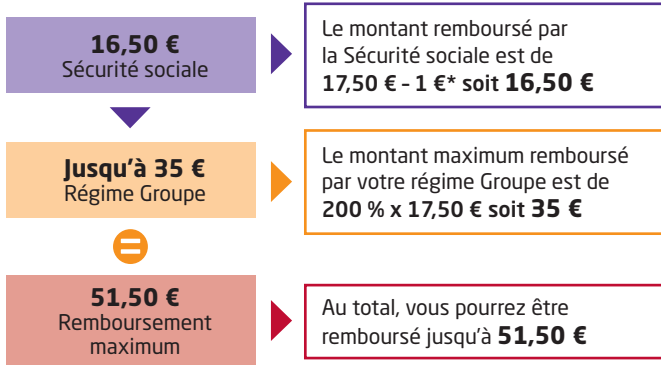 16,50 €
Sécurité sociale
Le montant remboursé par
la Sécurité sociale est de
17,50 € – 1 €* soit 16,50 €
Jusqu'à 35 €
Régime Groupe
Le montant maximum remboursé
par votre régime Groupe est de
200 % x 17,50 € soit 35 €
=
51,50 €
Remboursement
maximum
Au total, vous pourrez être
remboursé jusqu'à 51,50 €